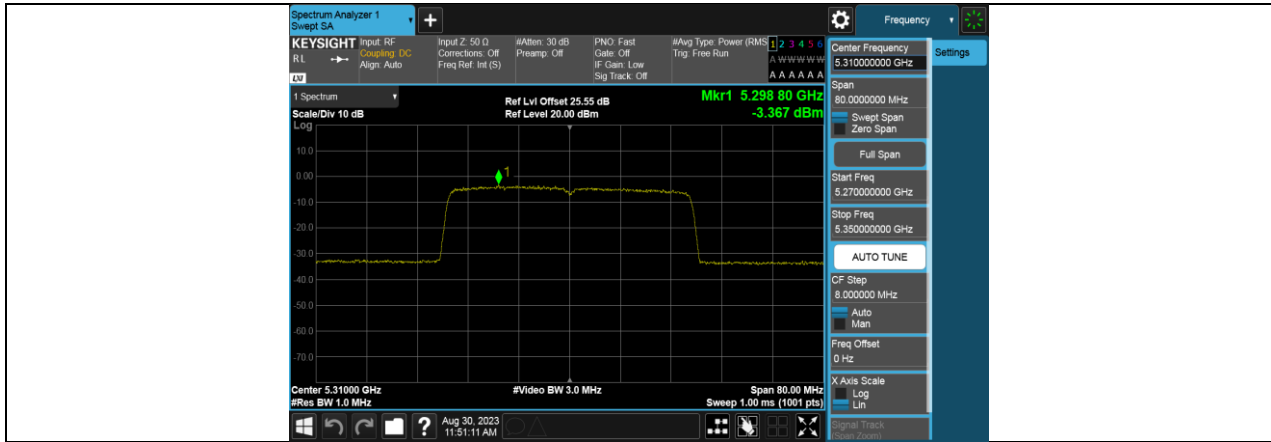 Spectrum Analyzer 1
Swept SA
+
Frequency
KEYSIGHT
RL
LXI
Input: RF
Coupling: DC
Align: Auto
Input Z: 50 Ω
Corrections: Off
Freq Ref: Int (S)
#Atten: 30 dB
Preamp: Off
PNO: Fast
Gate: Off
IF Gain: Low
Sig Track: Off
#Avg Type: Power (RMS
Trig: Free Run
1 2 3 4 5 6
A W W W W W
A A A A A A
1 Spectrum
Scale/Div 10 dB
Log
Ref Lvl Offset 25.55 dB
Ref Level 20.00 dBm
Mkr1 5.298 80 GHz
-3.367 dBm
10.0
0.00
-10.0
-20.0
-30.0
-40.0
-50.0
-60.0
-70.0
1
Center 5.31000 GHz
#Res BW 1.0 MHz
#Video BW 3.0 MHz
Span 80.00 MHz
Sweep 1.00 ms (1001 pts)
?
Aug 30, 2023
11:51:11 AM
Center Frequency
5.310000000 GHz
Span
80.0000000 MHz
Swept Span
Zero Span
Full Span
Start Freq
5.270000000 GHz
Stop Freq
5.350000000 GHz
AUTO TUNE
CF Step
8.000000 MHz
Auto
Man
Freq Offset
0 Hz
X Axis Scale
Log
Lin
Signal Track
(Span Zoom)
Settings